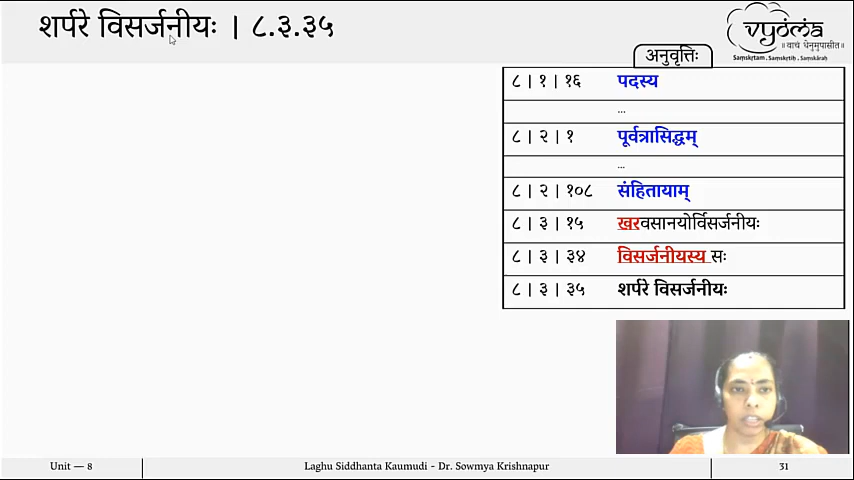 शर्परे विसर्जनीयः । ८.३.३५
vyoma
॥ वाचं धेनुमुपासीत ॥
Saṃskṛtam . Saṃskṛtiḥ . Saṃskāraḥ
अनुवृत्तिः
८ । १ । १६ पदस्य
...
८ । २ । १ पूर्वत्रासिद्धम्
...
८ । २ । १०८ संहितायाम्
८ । ३ । १५ खरवसानयोर्विसर्जनीयः
८ । ३ । ३४ विसर्जनीयस्य सः
८ । ३ । ३५ शर्परे विसर्जनीयः
Unit — 8 Laghu Siddhanta Kaumudi - Dr. Sowmya Krishnapur 31